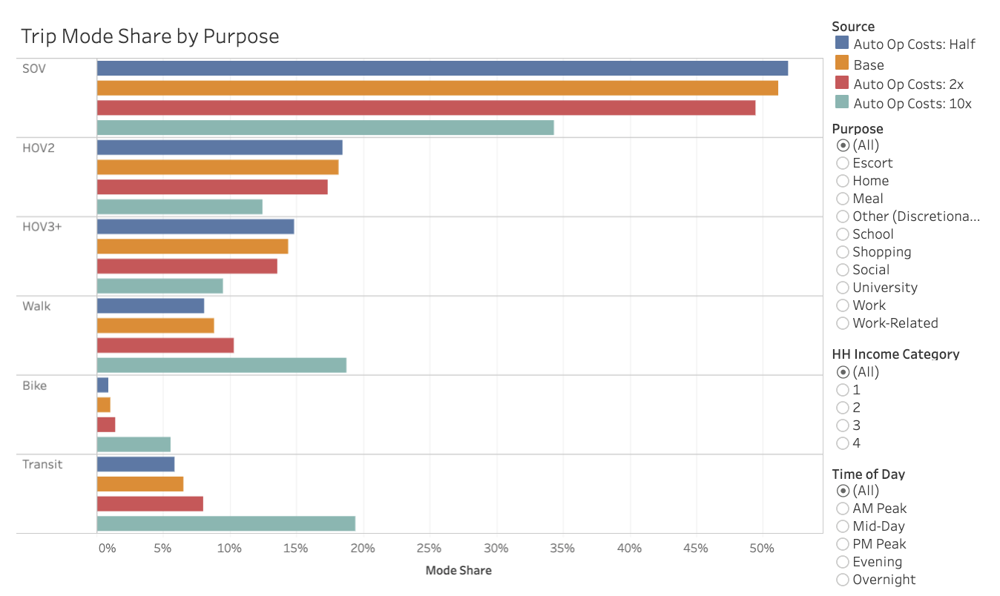 Trip Mode Share by Purpose
SOV
HOV2
HOV3+
Walk
Bike
Transit
0% 5% 10% 15% 20% 25% 30% 35% 40% 45% 50%
Mode Share
Source
Auto Op Costs: Half
Base
Auto Op Costs: 2x
Auto Op Costs: 10x
Purpose
(All)
Escort
Home
Meal
Other (Discretiona...
School
Shopping
Social
University
Work
Work-Related
HH Income Category
(All)
1
2
3
4
Time of Day
(All)
AM Peak
Mid-Day
PM Peak
Evening
Overnight